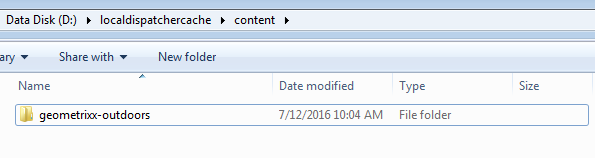 Data Disk (D:) ▸ localdispatchercache ▸ content ▸
ary ▾ Share with ▾ New folder
Name Date modified Type Size
geometrixx-outdoors 7/12/2016 10:04 AM File folder